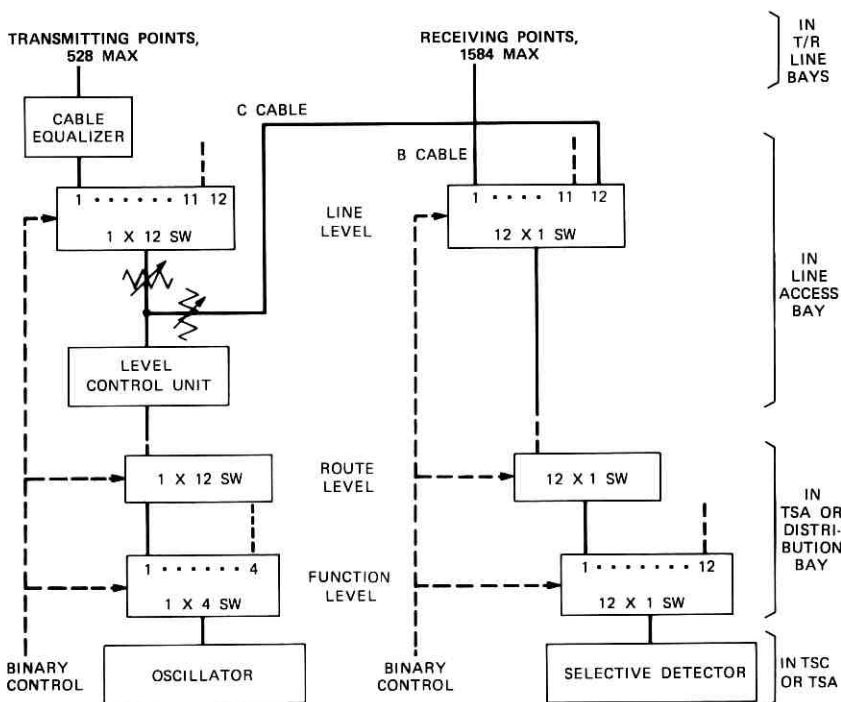 TRANSMITTING POINTS,
528 MAX
RECEIVING POINTS,
1584 MAX
IN
T/R
LINE
BAYS
CABLE
EQUALIZER
C CABLE
B CABLE
1 · · · · · · 11 12
1 X 12 SW
LINE
LEVEL
1 · · · · 11 12
12 X 1 SW
IN
LINE
ACCESS
BAY
LEVEL
CONTROL UNIT
1 X 12 SW
ROUTE
LEVEL
12 X 1 SW
IN
TSA OR
DISTRI-
BUTION
BAY
1 · · · · · · 4
1 X 4 SW
FUNCTION
LEVEL
1 · · · · · · · 12
12 X 1 SW
BINARY
CONTROL
OSCILLATOR
BINARY
CONTROL
SELECTIVE DETECTOR
IN TSC
OR TSA